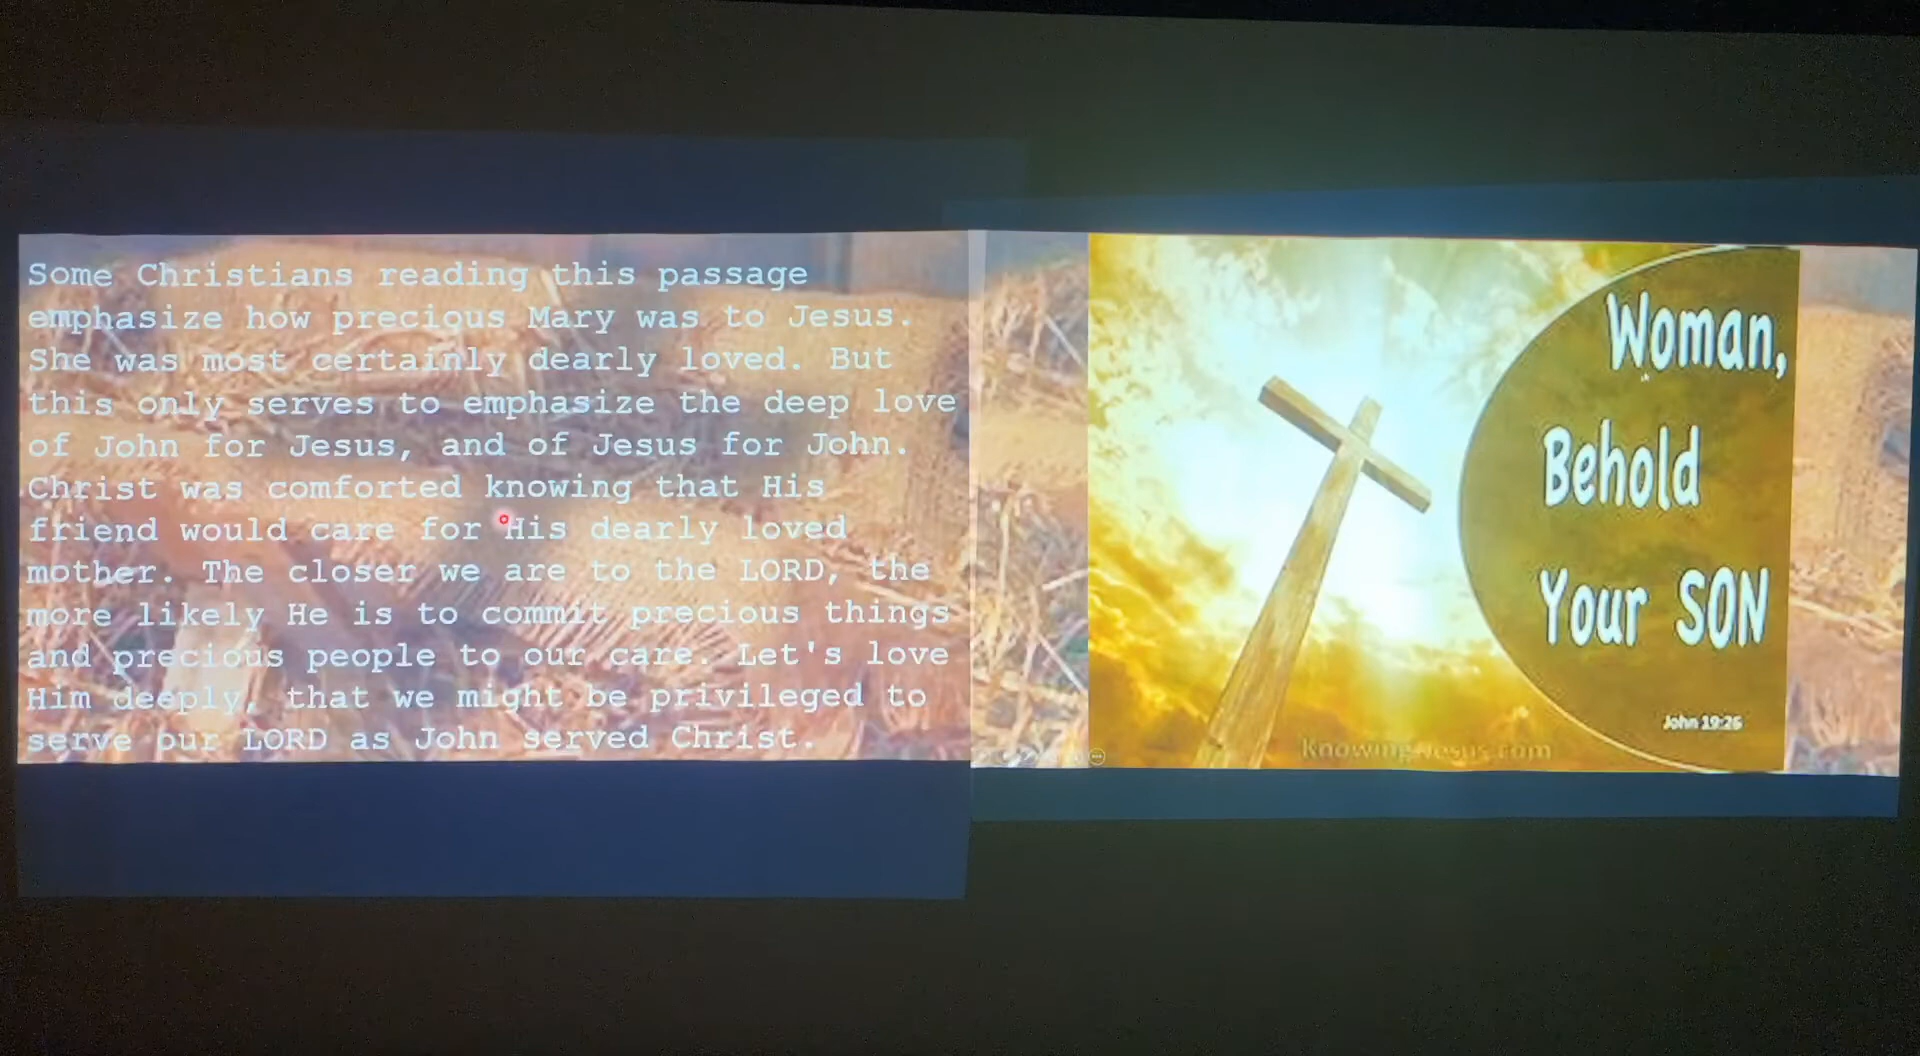 Some Christians reading this passage
emphasize how precious Mary was to Jesus.
She was most certainly dearly loved. But
this only serves to emphasize the deep love
of John for Jesus, and of Jesus for John.
Christ was comforted knowing that His
friend would care for His dearly loved
mother. The closer we are to the LORD, the
more likely He is to commit precious things
and precious people to our care. Let's love
Him deeply, that we might be privileged to
serve our LORD as John served Christ.
Woman,
Behold
Your SON
John 19:26
KnowingJesus.com